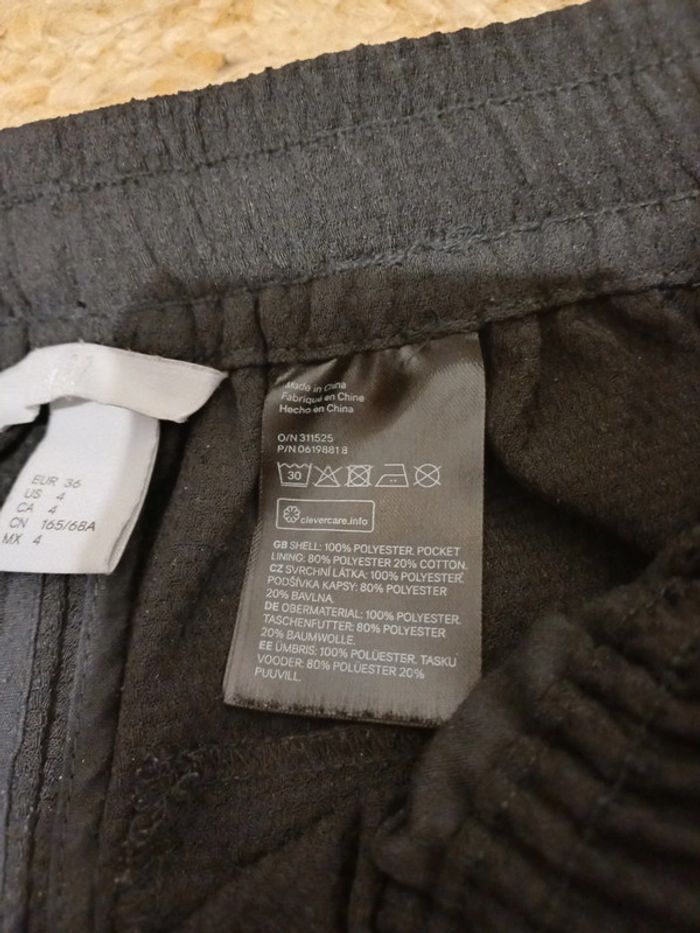 EUR 36
US 4
CA 4
CN 165/68A
MX 4
Made in China
Fabriqué en Chine
Hecho en China
O/N 311525
P/N 0619881 8
30
clevercare.info
GB SHELL: 100% POLYESTER. POCKET
LINING: 80% POLYESTER 20% COTTON.
CZ SVRCHNÍ LÁTKA: 100% POLYESTER.
PODŠÍVKA KAPSY: 80% POLYESTER
20% BAVLNA.
DE OBERMATERIAL: 100% POLYESTER.
TASCHENFUTTER: 80% POLYESTER
20% BAUMWOLLE.
EE ÜMBRIS: 100% POLÜESTER. TASKU
VOODER: 80% POLÜESTER 20%
PUUVILL.